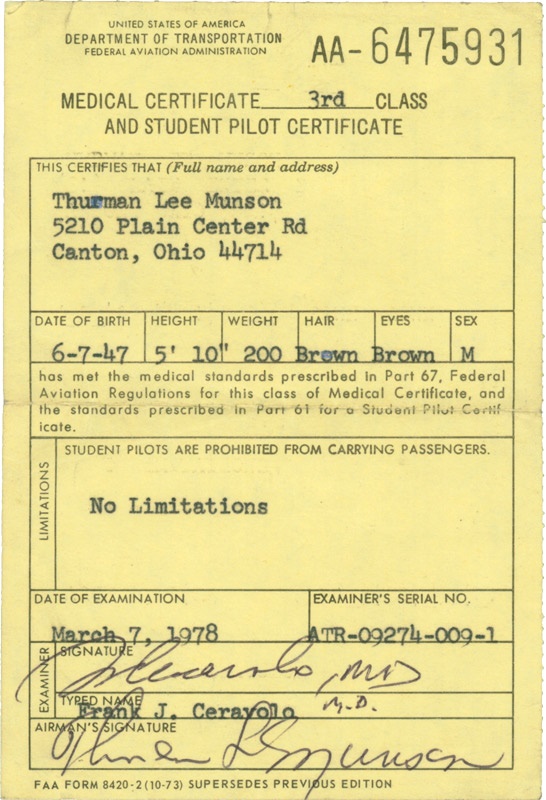 UNITED STATES OF AMERICA
DEPARTMENT OF TRANSPORTATION
FEDERAL AVIATION ADMINISTRATION
AA-6475931
MEDICAL CERTIFICATE 3rd CLASS
AND STUDENT PILOT CERTIFICATE
THIS CERTIFIES THAT (Full name and address)
Thurman Lee Munson
5210 Plain Center Rd
Canton, Ohio 44714
DATE OF BIRTH HEIGHT WEIGHT HAIR EYES SEX
6-7-47 5' 10" 200 Brown Brown M
has met the medical standards prescribed in Part 67, Federal
Aviation Regulations for this class of Medical Certificate, and
the standards prescribed in Part 61 for a Student Pilot Certif
icate.
LIMITATIONS
STUDENT PILOTS ARE PROHIBITED FROM CARRYING PASSENGERS.
No Limitations
DATE OF EXAMINATION EXAMINER'S SERIAL NO.
March 7, 1978 ATR-09274-009-1
EXAMINER
SIGNATURE
Ceravolo, MD
TYPED NAME M.D.
Frank J. Ceravolo
AIRMAN'S SIGNATURE
Thurman L Munson
FAA FORM 8420-2 (10-73) SUPERSEDES PREVIOUS EDITION